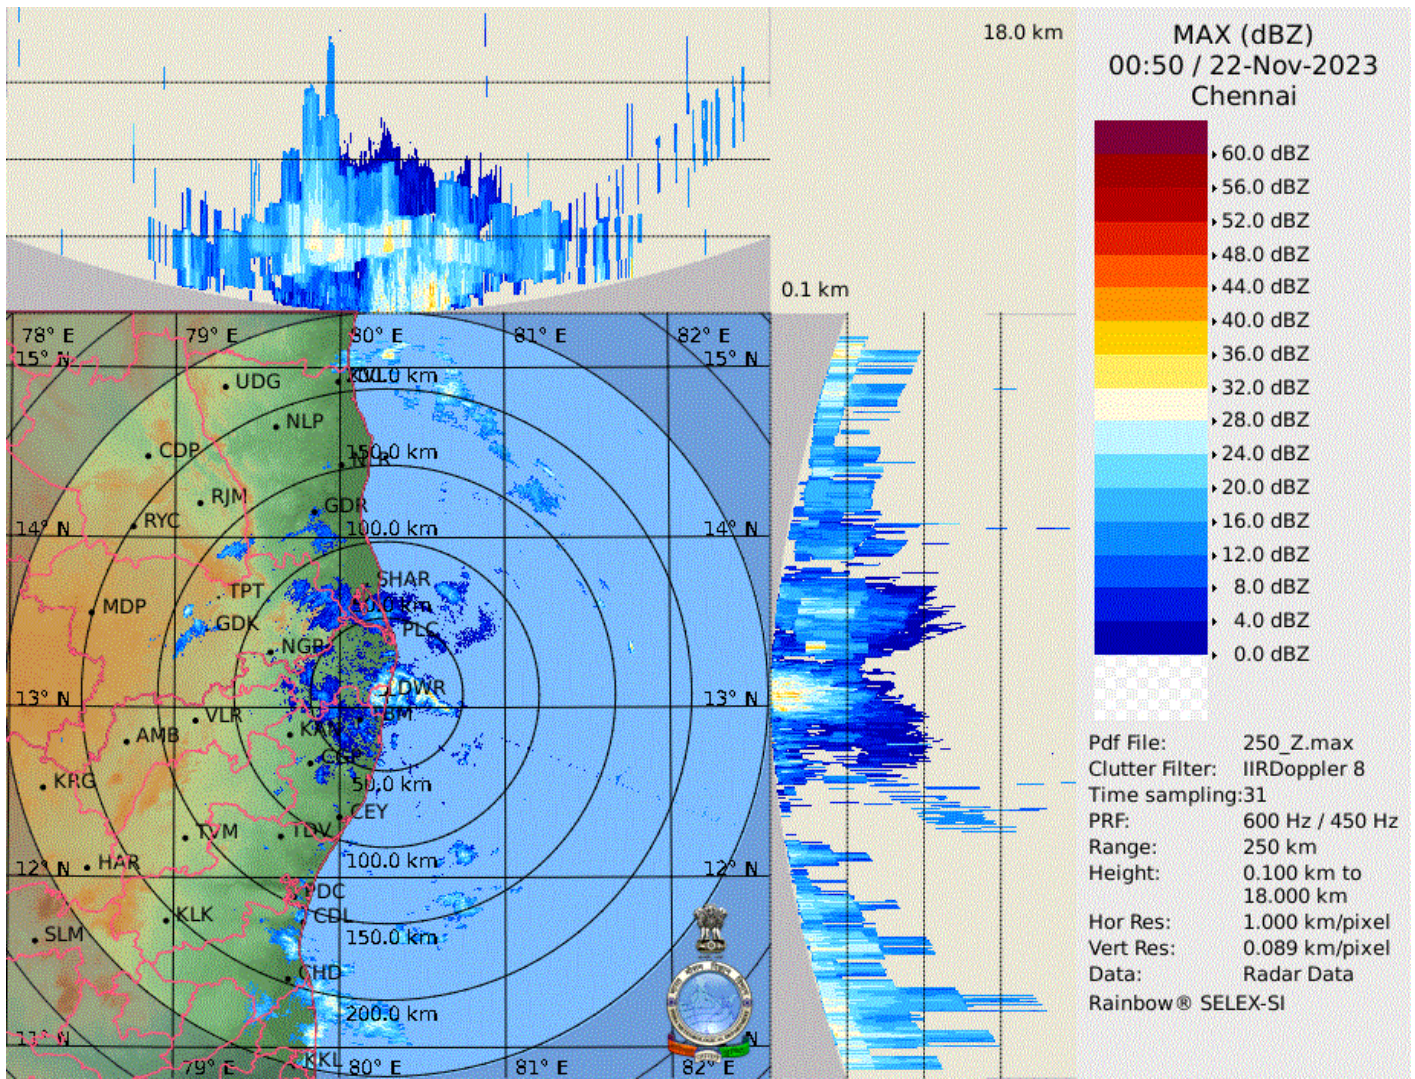 18.0 km
0.1 km
MAX (dBZ)
00:50 / 22-Nov-2023
Chennai
60.0 dBZ
56.0 dBZ
52.0 dBZ
48.0 dBZ
44.0 dBZ
40.0 dBZ
36.0 dBZ
32.0 dBZ
28.0 dBZ
24.0 dBZ
20.0 dBZ
16.0 dBZ
12.0 dBZ
8.0 dBZ
4.0 dBZ
0.0 dBZ
Pdf File: 250_Z.max
Clutter Filter: IIRDoppler 8
Time sampling:31
PRF: 600 Hz / 450 Hz
Range: 250 km
Height: 0.100 km to
18.000 km
Hor Res: 1.000 km/pixel
Vert Res: 0.089 km/pixel
Data: Radar Data
Rainbow® SELEX-SI
78° E 79° E 80° E 81° E 82° E
15° N 15° N
UDG
NLP
CDP
150.0 km
RJM
GDR
RYC
14° N 100.0 km 14° N
SHAR
TPT
MDP
GDK
PLC
NGP
DWR
13° N 13° N
VLR
AMB
KRG
50.0 km
CEY
TVM
TDV
HAR
100.0 km
12° N 12° N
PDC
KLK
CDL
SLM
150.0 km
CHD
200.0 km
11° N
KKL
79° E 80° E 81° E 82° E